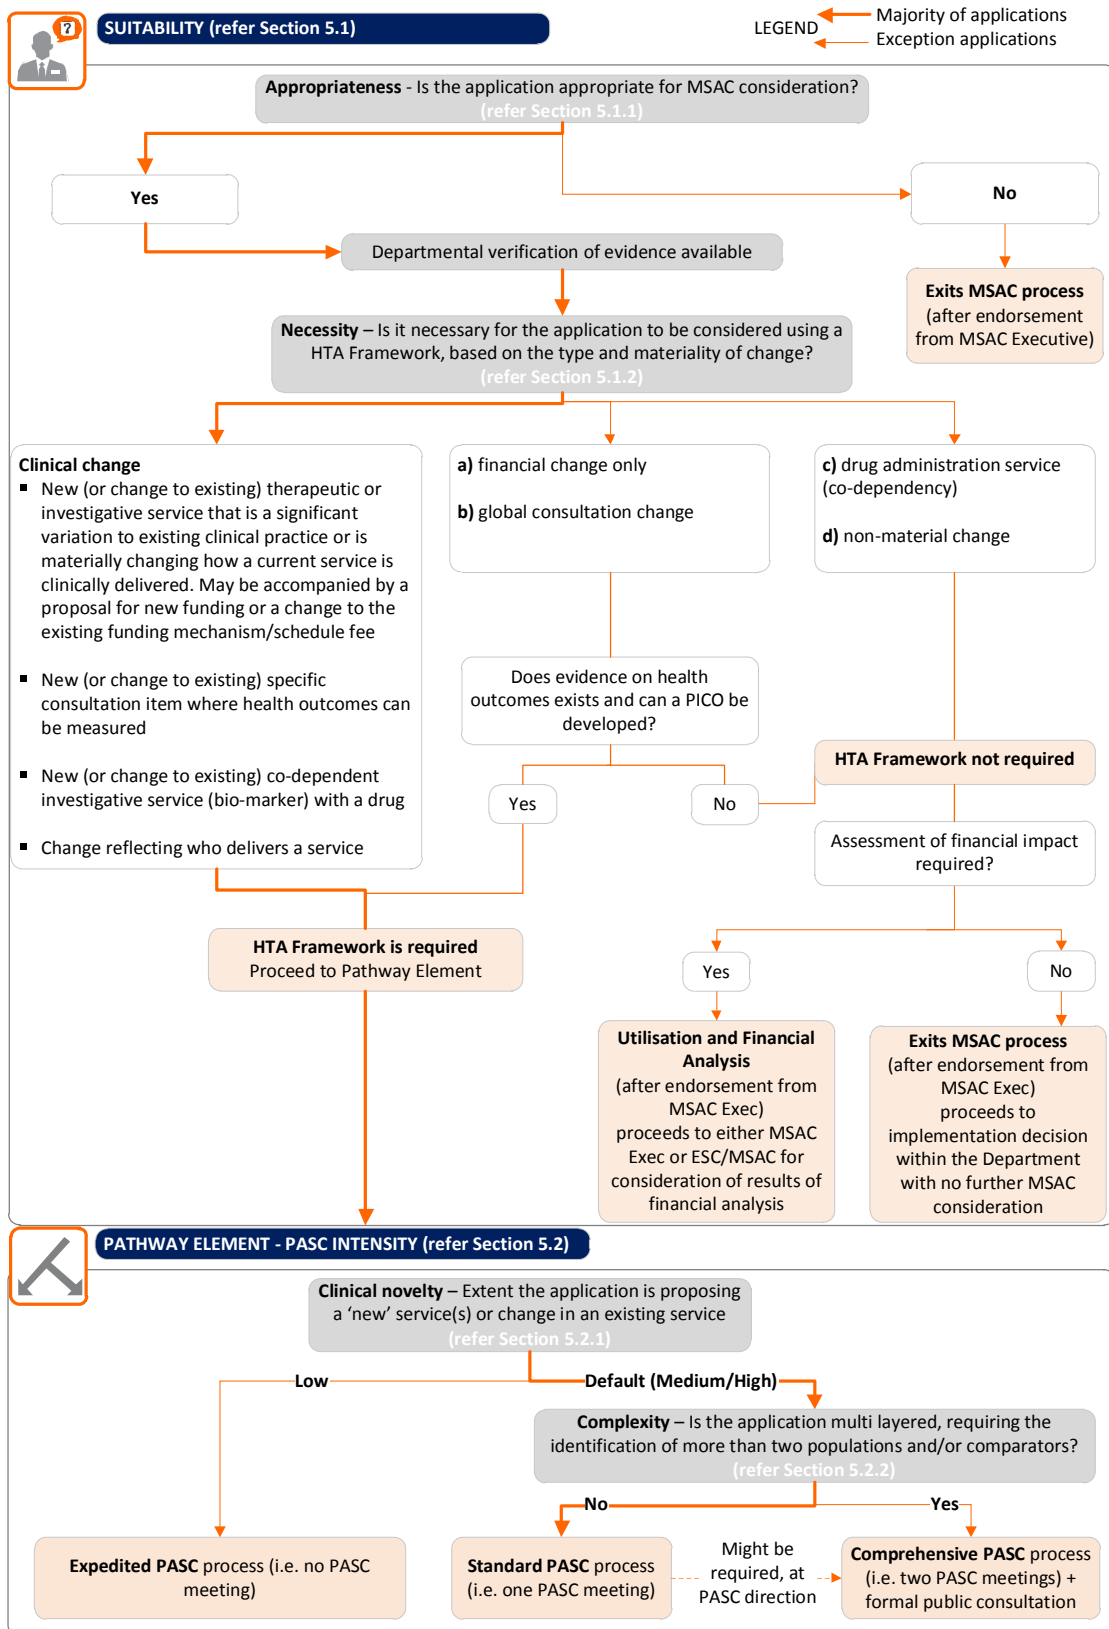 SUITABILITY (refer Section 5.1)
LEGEND
Majority of applications
Exception applications
?
Appropriateness - Is the application appropriate for MSAC consideration?
(refer Section 5.1.1)
Yes
No
Departmental verification of evidence available
Exits MSAC process
(after endorsement
from MSAC Executive)
Necessity – Is it necessary for the application to be considered using a
HTA Framework, based on the type and materiality of change?
(refer Section 5.1.2)
Clinical change
▪ New (or change to existing) therapeutic or
investigative service that is a significant
variation to existing clinical practice or is
materially changing how a current service is
clinically delivered. May be accompanied by a
proposal for new funding or a change to the
existing funding mechanism/schedule fee
▪ New (or change to existing) specific
consultation item where health outcomes can
be measured
▪ New (or change to existing) co-dependent
investigative service (bio-marker) with a drug
▪ Change reflecting who delivers a service
a) financial change only
b) global consultation change
c) drug administration service
(co-dependency)
d) non-material change
Does evidence on health
outcomes exists and can a PICO be
developed?
HTA Framework not required
Yes
No
Assessment of financial impact
required?
HTA Framework is required
Proceed to Pathway Element
Yes
No
Utilisation and Financial
Analysis
(after endorsement from
MSAC Exec)
proceeds to either MSAC
Exec or ESC/MSAC for
consideration of results of
financial analysis
Exits MSAC process
(after endorsement from
MSAC Exec)
proceeds to
implementation decision
within the Department
with no further MSAC
consideration
PATHWAY ELEMENT - PASC INTENSITY (refer Section 5.2)
Clinical novelty – Extent the application is proposing
a ‘new’ service(s) or change in an existing service
(refer Section 5.2.1)
Low
Default (Medium/High)
Complexity – Is the application multi layered, requiring the
identification of more than two populations and/or comparators?
(refer Section 5.2.2)
No
Yes
Expedited PASC process (i.e. no PASC
meeting)
Standard PASC process
(i.e. one PASC meeting)
Might be
required, at
PASC direction
Comprehensive PASC process
(i.e. two PASC meetings) +
formal public consultation